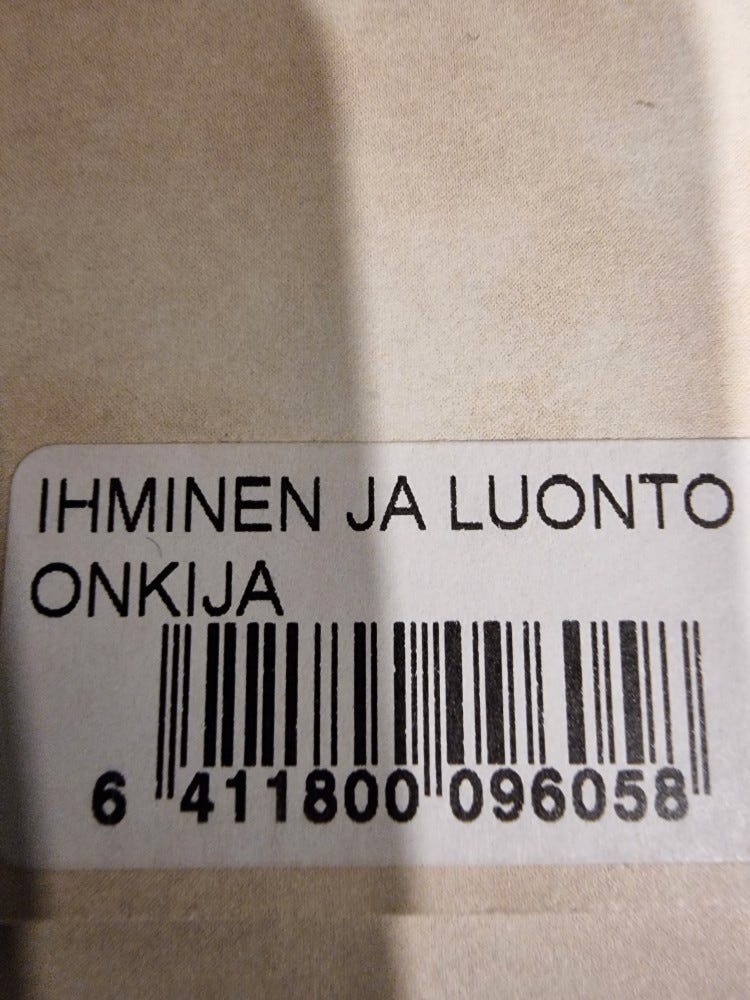 IHMINEN JA LUONTO
ONKIJA
6 411800 096058